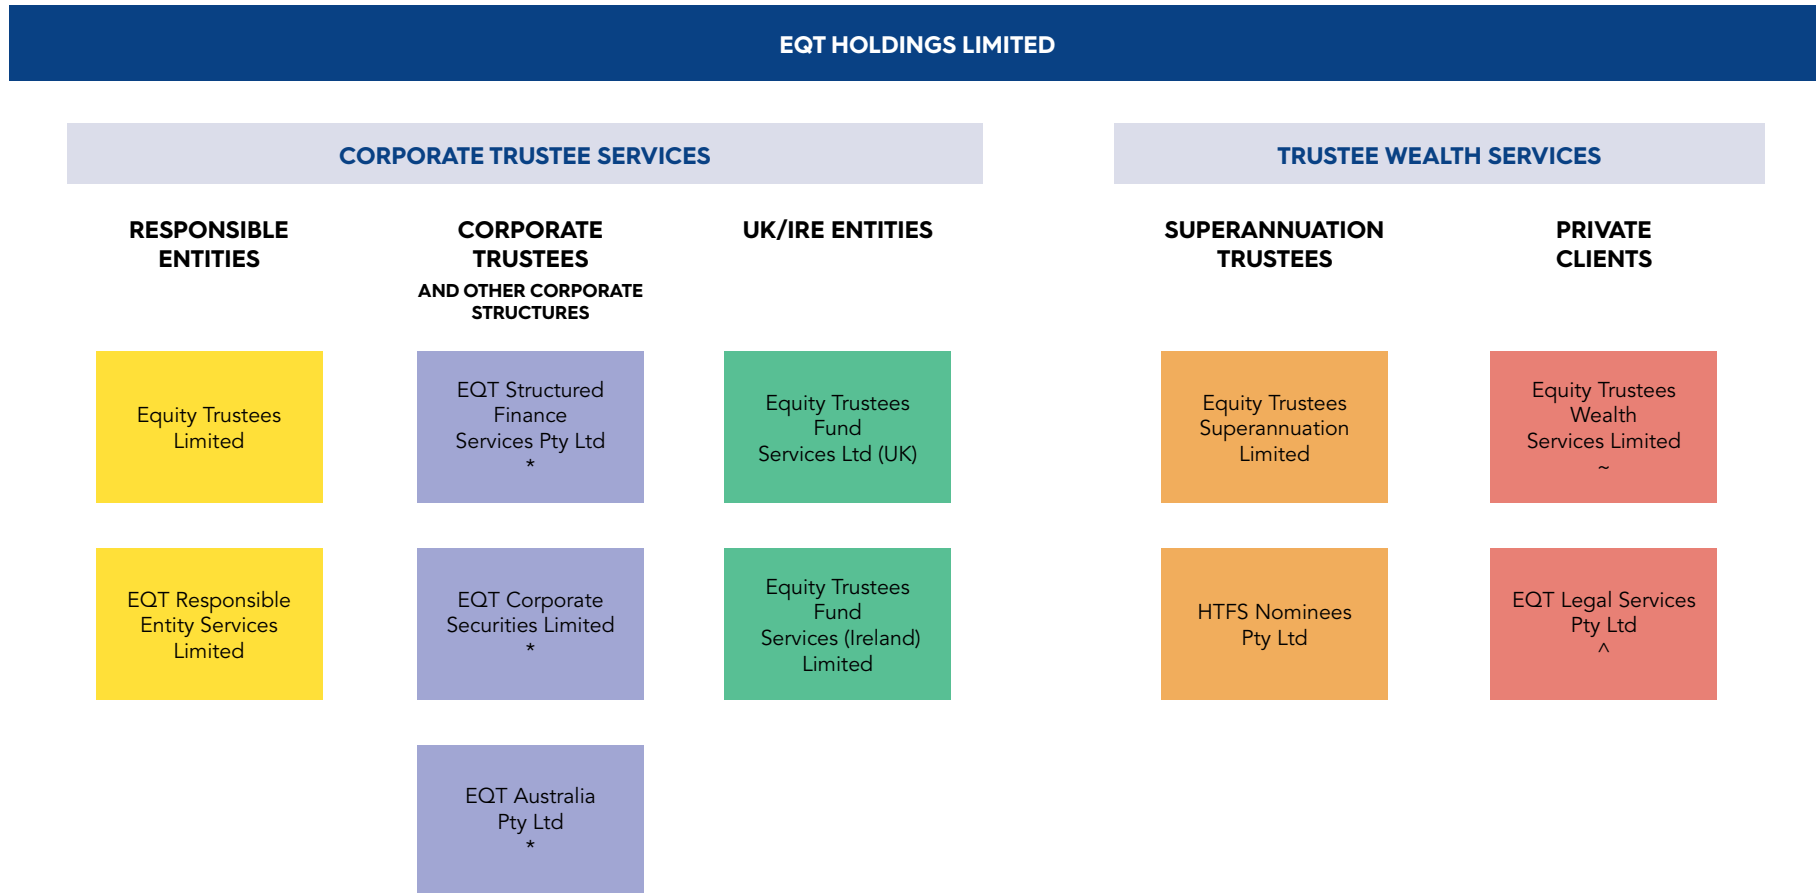 EQT HOLDINGS LIMITED
CORPORATE TRUSTEE SERVICES
RESPONSIBLE
ENTITIES
Equity Trustees
Limited
EQT Responsible
Entity Services
Limited
CORPORATE
TRUSTEES
AND OTHER CORPORATE
STRUCTURES
EQT Structured
Finance
Services Pty Ltd
*
EQT Corporate
Securities Limited
*
EQT Australia
Pty Ltd
*
UK/IRE ENTITIES
Equity Trustees
Fund
Services Ltd (UK)
Equity Trustees
Fund
Services (Ireland)
Limited
TRUSTEE WEALTH SERVICES
SUPERANNUATION
TRUSTEES
Equity Trustees
Superannuation
Limited
HTFS Nominees
Pty Ltd
PRIVATE
CLIENTS
Equity Trustees
Wealth
Services Limited
~
EQT Legal Services
Pty Ltd
^